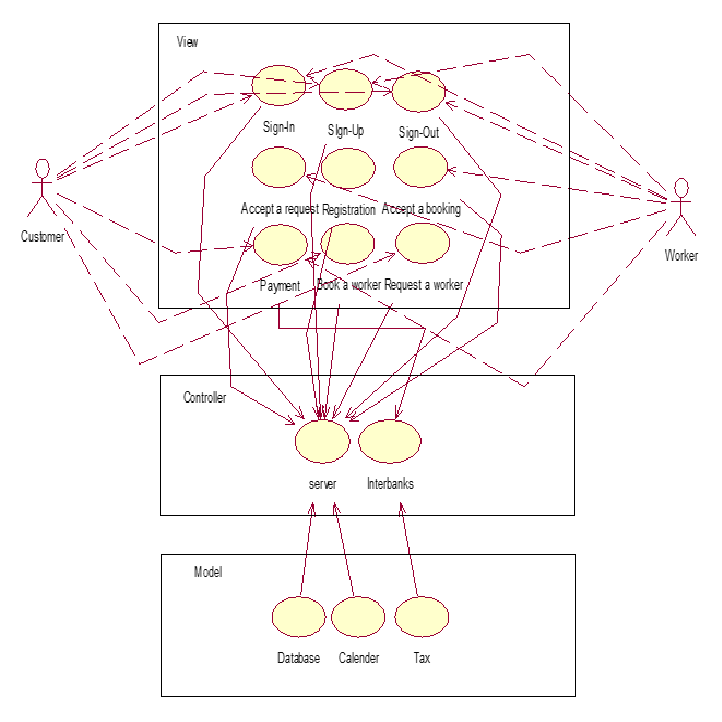 View
Sign-In
SIgn-Up
Sign-Out
Accept a request
Registration
Accept a booking
Customer
Worker
Payment
Book a worker
Request a worker
Controller
server
Interbanks
Model
Database
Calender
Tax